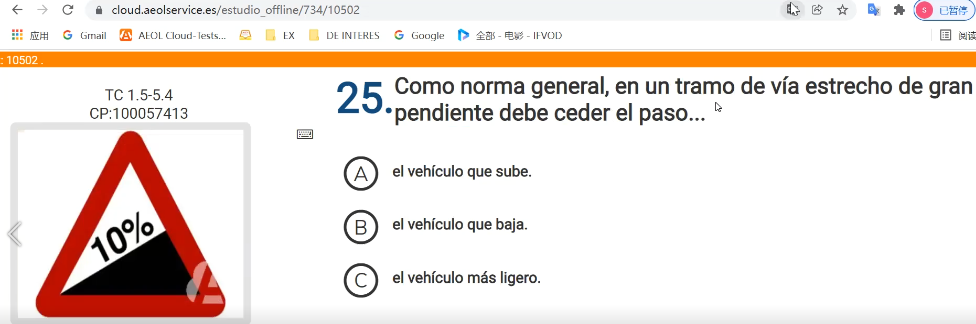 cloud.aeolservice.es/estudio_offline/734/10502
已暂停
应用
Gmail
AEOL Cloud-Tests...
EX
DE INTERES
Google
全部 - 电影 - IFVOD
阅读
: 10502 .
TC 1.5-5.4
CP:100057413
10%
25. Como norma general, en un tramo de vía estrecho de gran
pendiente debe ceder el paso...
A el vehículo que sube.
B el vehículo que baja.
C el vehículo más ligero.